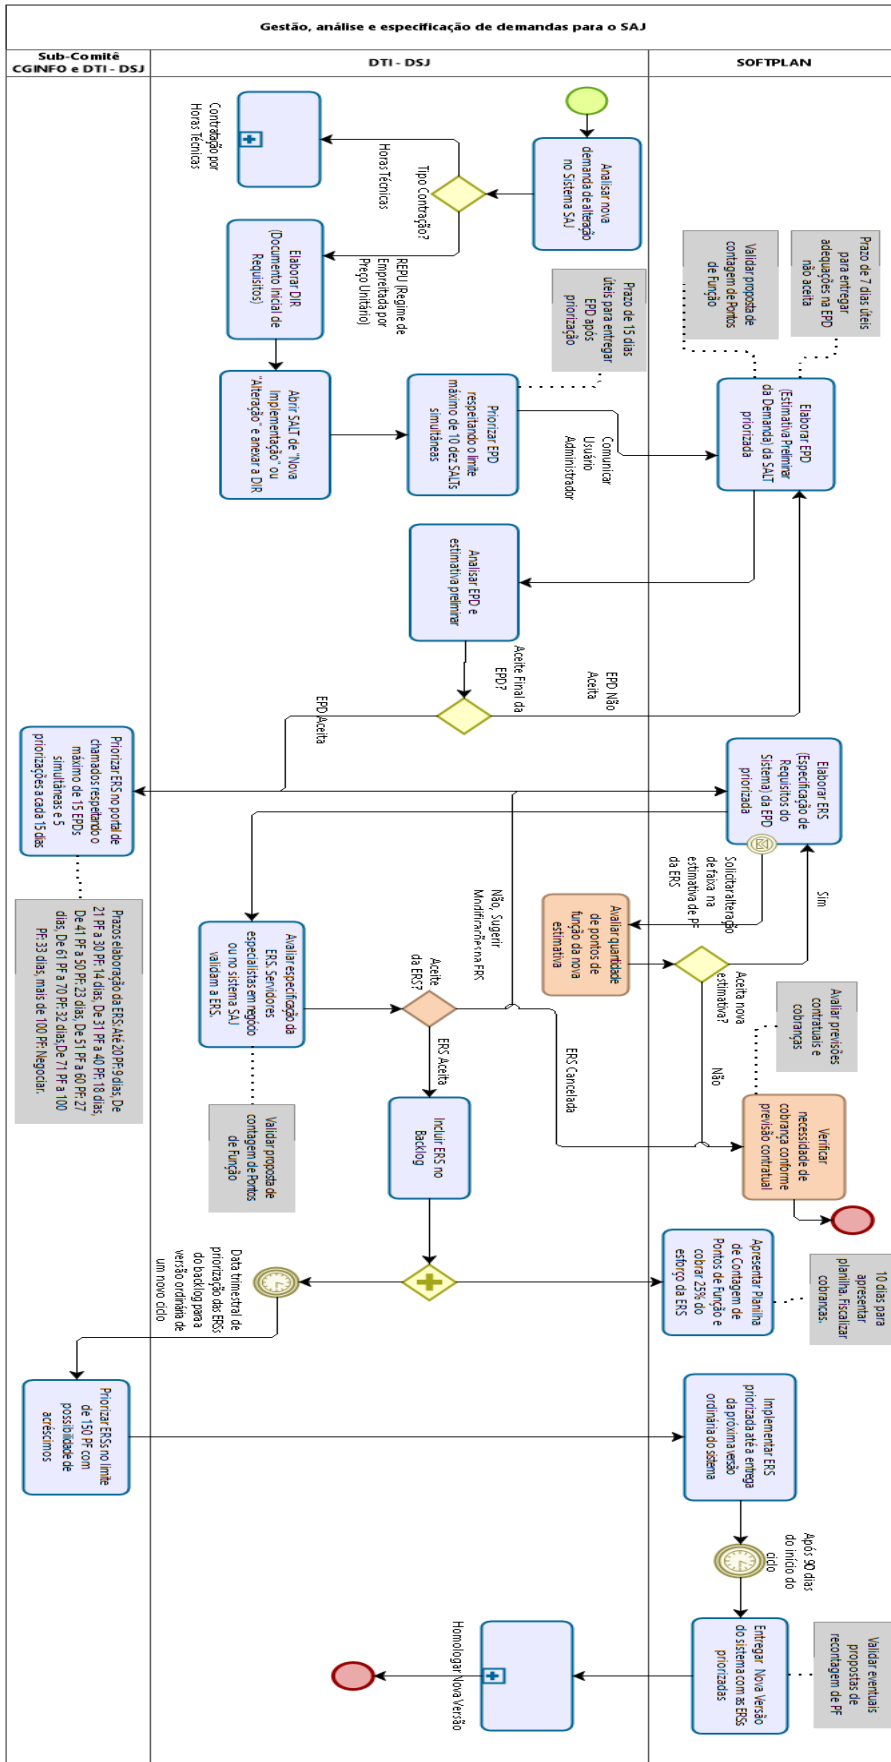 Gestão, análise e especificação de demandas para o SAJ
Sub-Comitê
CGINFO e DTI - DSJ
DTI - DSJ
SOFTPLAN
Analisar nova
demanda de alteração
no Sistema SAJ
Tipo Contração?
Horas Técnicas
Contratação por
Horas Técnicas
REPU (Regime de
Empreitada por
Preço Unitário)
Elaborar DIR
(Documento Inicial de
Requisitos)
Abrir SALT de "Nova
Implementação" ou
"Alteração" e anexar a DIR
Priorizar EPD
respeitando o limite
máximo de 10 dez SALTs
simultâneas
Prazo de 15 dias
úteis para entregar
EPD após
priorização
Comunicar
Usuário
Administrador
Elaborar EPD
(Estimativa Preliminar
da Demanda) da SALT
priorizada
Prazo de 7 dias úteis
para entregar
adequações na EPD
não aceita
Validar proposta de
contagem de Pontos
de Função
Analisar EPD e
estimativa preliminar
Aceite Final da
EPD?
EPD Não
Aceita
EPD Aceita
Priorizar ERS no portal de
chamados respeitando o
máximo de 15 EPDs
simultâneas e 5
priorizações a cada 15 dias
Prazos elaboração da ERS: Até 20 PF: 9 dias, De
21 PF a 30 PF: 14 dias, De 31 PF a 40 PF: 18 dias,
De 41 PF a 50 PF: 23 dias, De 51 PF a 60 PF: 27
dias, De 61 PF a 70 PF: 32 dias, De 71 PF a 100
PF: 33 dias, mais de 100 PF: Negociar.
Elaborar ERS
(Especificação de
Requisitos do
Sistema) da EPD
priorizada
Solicitar alteração
de faixa na
estimativa de PF
da ERS
Avaliar quantidade
de pontos de
função da nova
estimativa
Aceita nova
estimativa?
Sim
Não
Avaliar especificação da
ERS. Servidores
especialistas em negócio
ou no sistema SAJ
validam a ERS.
Validar proposta de
contagem de Pontos
de Função
Aceite
da ERS?
Não, Sugerir
Modificações na ERS
ERS Cancelada
ERS Aceita
Verificar
necessidade de
cobrança conforme
previsão contratual
Avaliar previsões
contratuais e
cobranças
Incluir ERS no
Backlog
Apresentar Planilha
de Contagem de
Pontos de Função e
cobrar 25% do
esforço da ERS
10 dias para
apresentar
planilha. Fiscalizar
cobranças.
Data trimestral de
priorização das ERSs
do backlog para a
versão ordinária de
um novo ciclo
Priorizar ERSs no limite
de 150 PF com
possibilidade de
acréscimos
Implementar ERS
priorizada até a entrega
da próxima versão
ordinária do sistema
Após 90 dias
do início do
ciclo
Entregar Nova Versão
do sistema com as ERSs
priorizadas
Validar eventuais
propostas de
recontagem de PF
Homologar Nova Versão